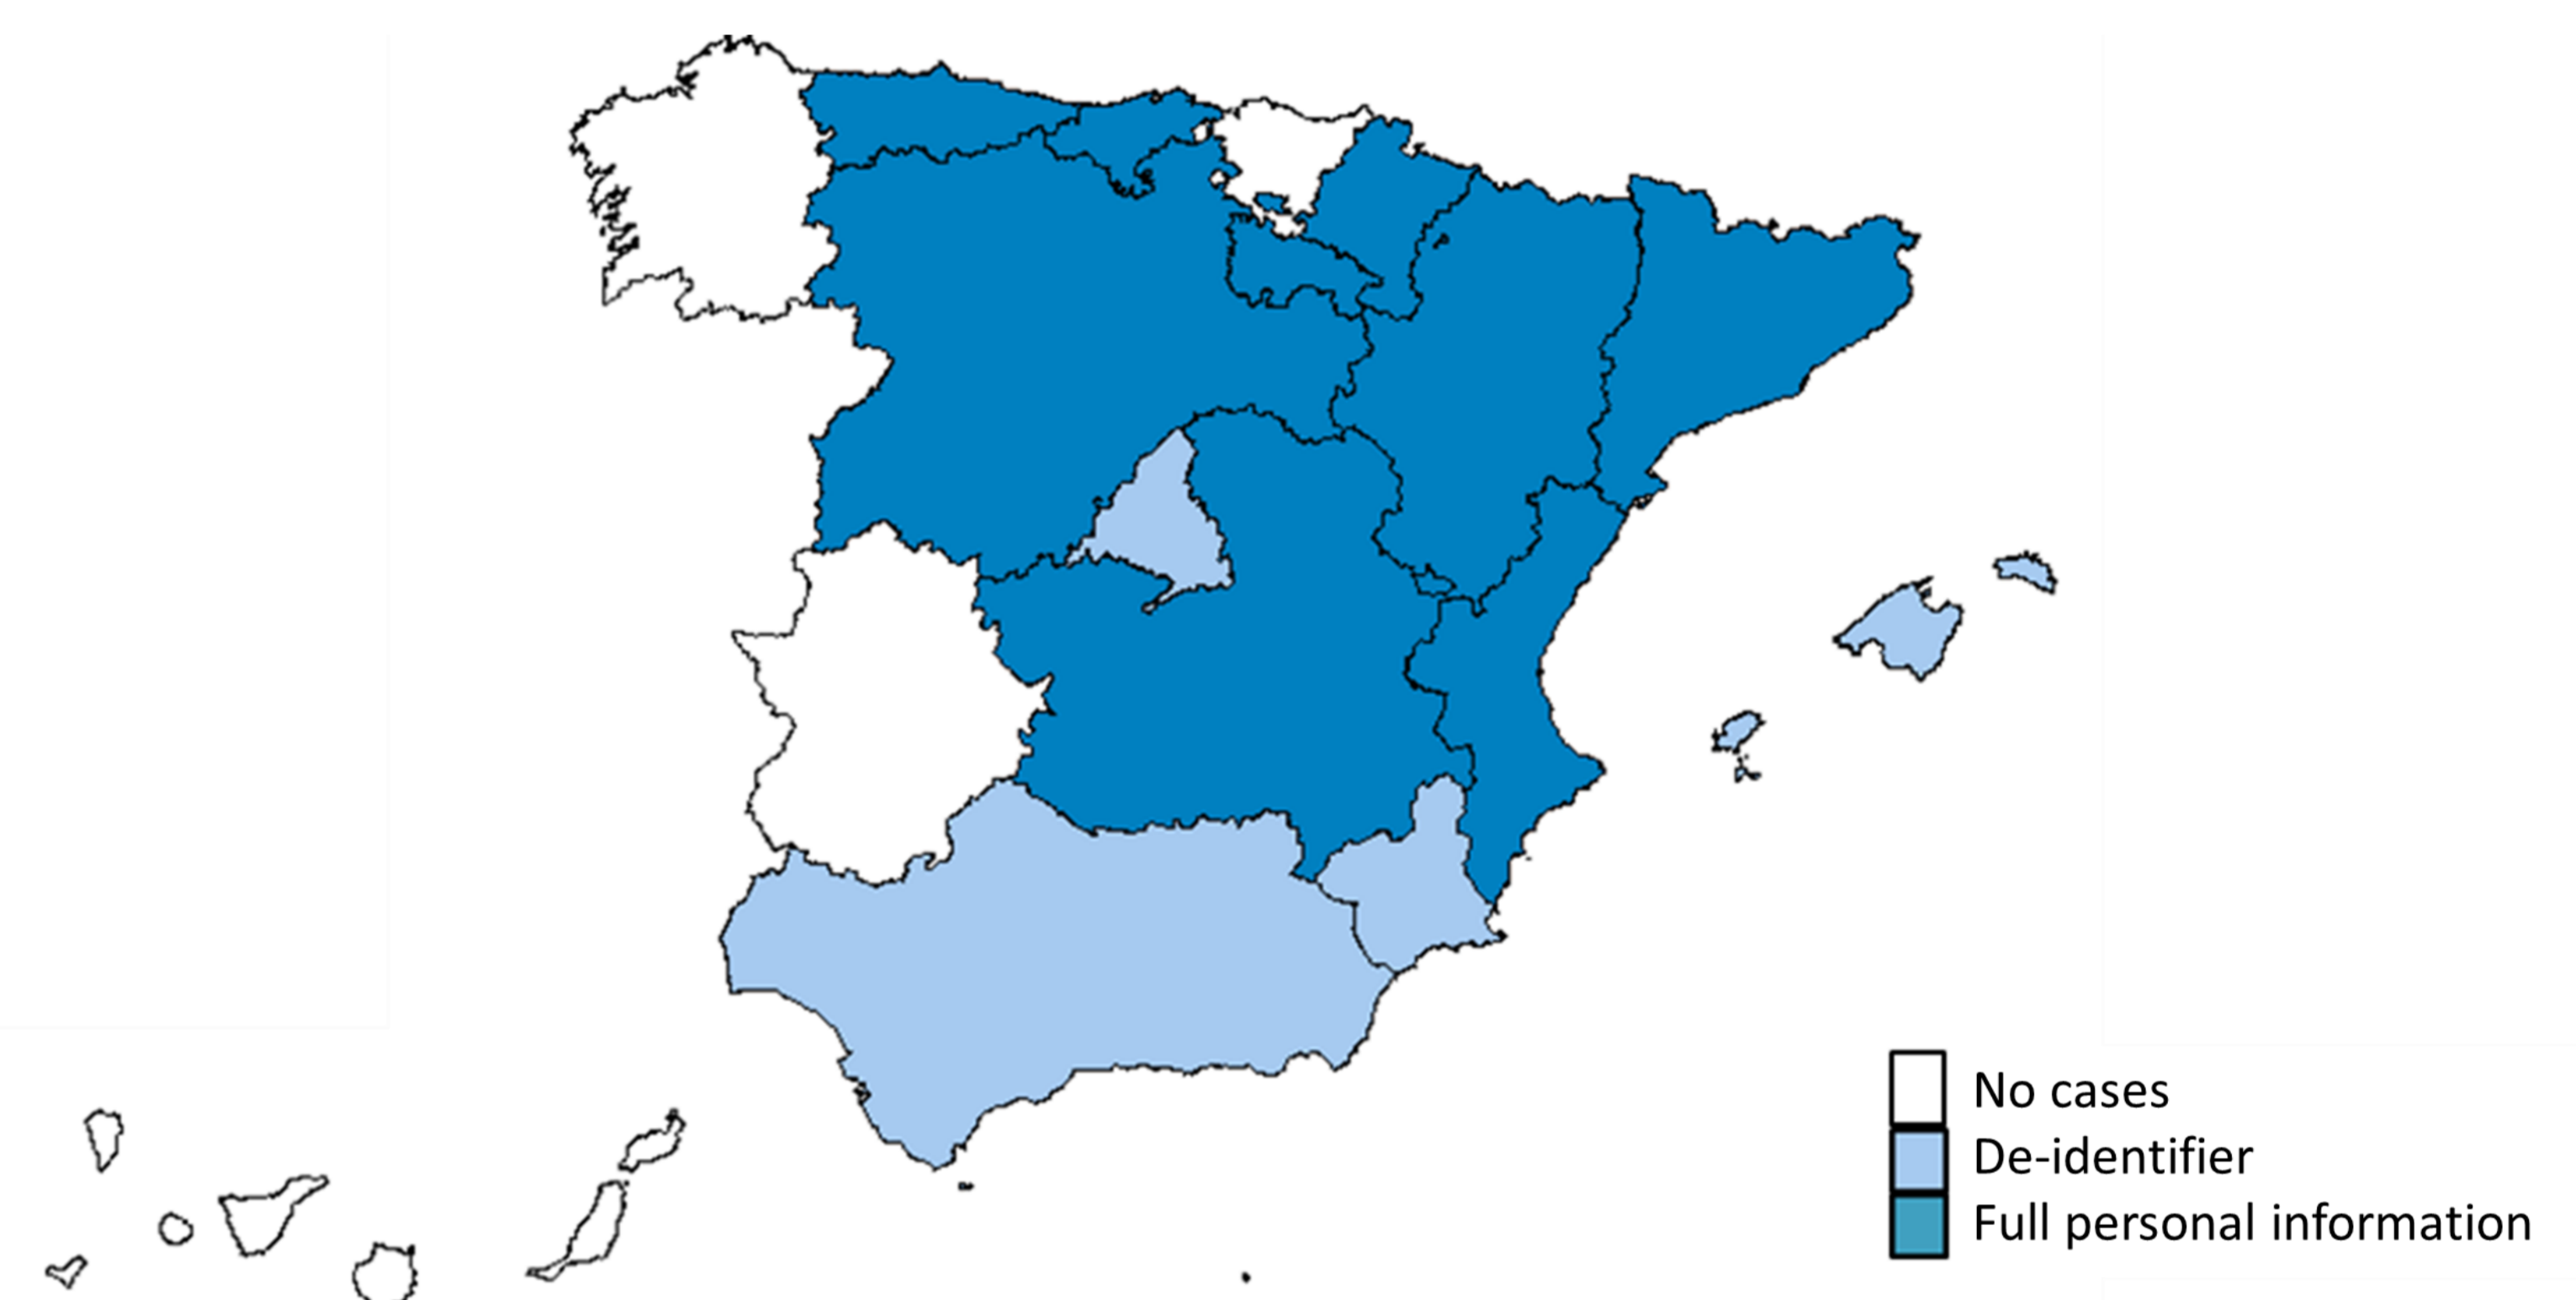 No cases
De-identifier
Full personal information